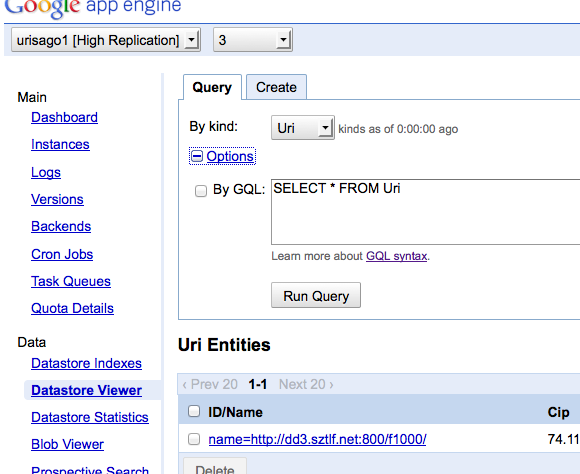 Google app engine
urisago1 [High Replication] 3
Main
Dashboard
Instances
Logs
Versions
Backends
Cron Jobs
Task Queues
Quota Details
Data
Datastore Indexes
Datastore Viewer
Datastore Statistics
Blob Viewer
Prospective Search
Query Create
By kind: Uri kinds as of 0:00:00 ago
Options
By GQL: SELECT * FROM Uri
Learn more about GQL syntax.
Run Query
Uri Entities
‹ Prev 20 1-1 Next 20 ›
ID/Name Cip
name=http://dd3.sztlf.net:800/f1000/ 74.11
Delete